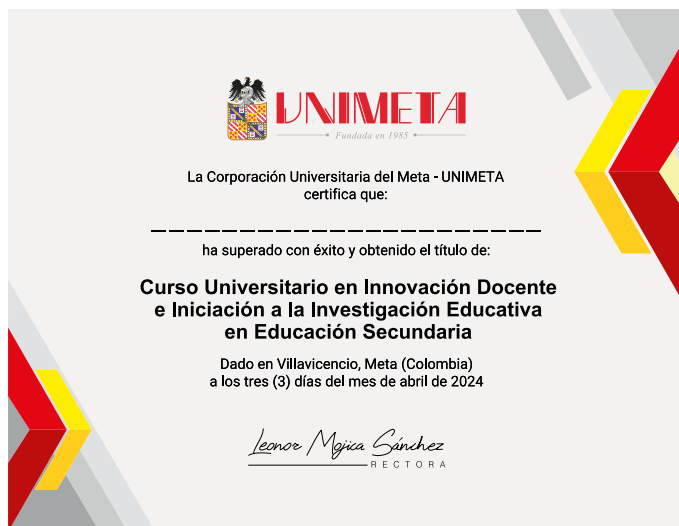 UNIMETA
Fundada en 1985
La Corporación Universitaria del Meta - UNIMETA
certifica que:
ha superado con éxito y obtenido el título de:
Curso Universitario en Innovación Docente
e Iniciación a la Investigación Educativa
en Educación Secundaria
Dado en Villavicencio, Meta (Colombia)
a los tres (3) días del mes de abril de 2024
Leonor Mojica Sánchez
RECTORA